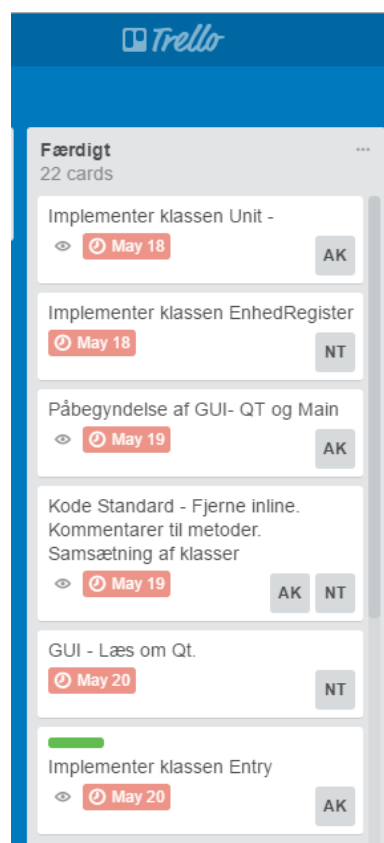 Trello
Færdigt
22 cards
Implementer klassen Unit -
May 18
AK
Implementer klassen EnhedRegister
May 18
NT
Påbegyndelse af GUI- QT og Main
May 19
AK
Kode Standard - Fjerne inline.
Kommentarer til metoder.
Samsætning af klasser
May 19
AK NT
GUI - Læs om Qt.
May 20
NT
Implementer klassen Entry
May 20
AK